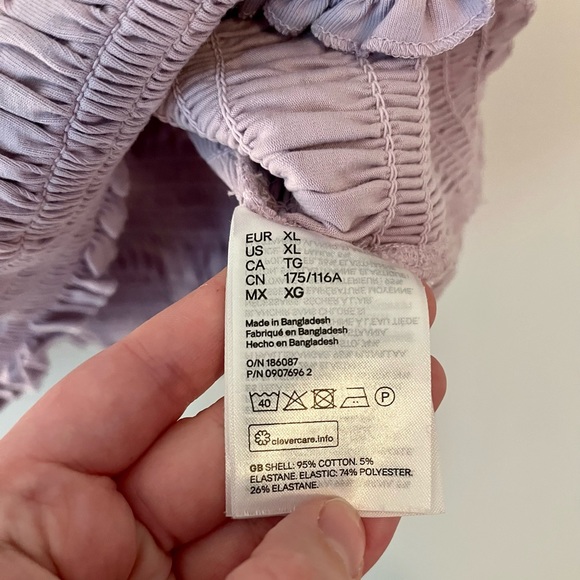 EUR XL
US XL
CA TG
CN 175/116A
MX XG
Made in Bangladesh
Fabriqué en Bangladesh
Hecho en Bangladesh
O/N 186087
P/N 0907696 2
40 P
clevercare.info
GB SHELL: 95% COTTON. 5%
ELASTANE. ELASTIC: 74% POLYESTER.
26% ELASTANE.